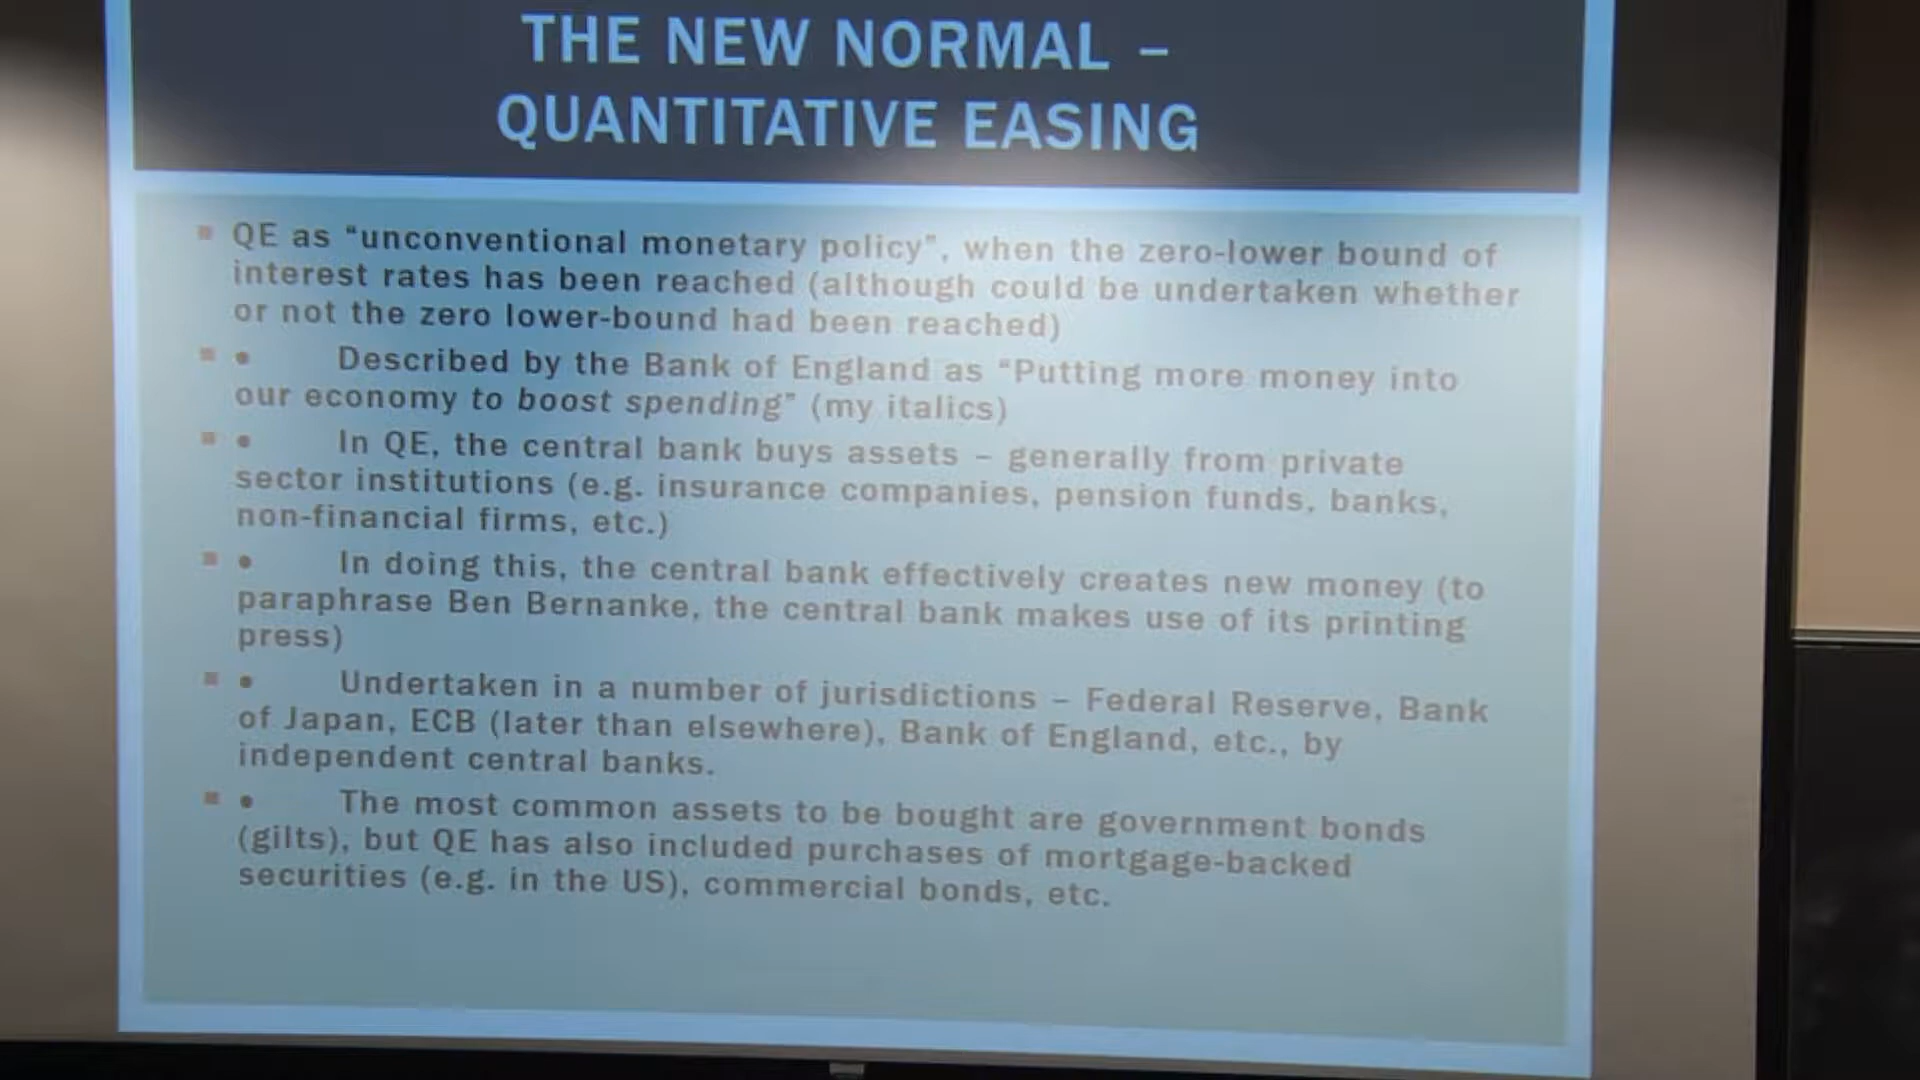 THE NEW NORMAL –
QUANTITATIVE EASING
▪ QE as “unconventional monetary policy”, when the zero-lower bound of
interest rates has been reached (although could be undertaken whether
or not the zero lower-bound had been reached)
▪ • Described by the Bank of England as “Putting more money into
our economy to boost spending” (my italics)
▪ • In QE, the central bank buys assets – generally from private
sector institutions (e.g. insurance companies, pension funds, banks,
non-financial firms, etc.)
▪ • In doing this, the central bank effectively creates new money (to
paraphrase Ben Bernanke, the central bank makes use of its printing
press)
▪ • Undertaken in a number of jurisdictions – Federal Reserve, Bank
of Japan, ECB (later than elsewhere), Bank of England, etc., by
independent central banks.
▪ • The most common assets to be bought are government bonds
(gilts), but QE has also included purchases of mortgage-backed
securities (e.g. in the US), commercial bonds, etc.